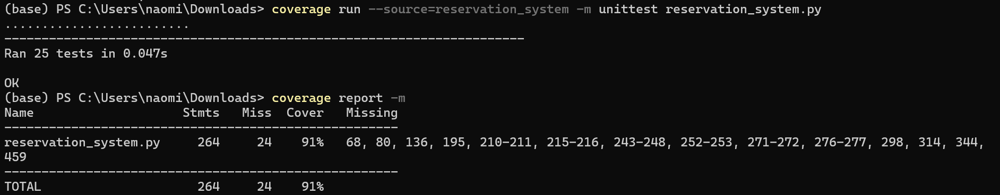 (base) PS C:\Users\naomi\Downloads> coverage run --source=reservation_system -m unittest reservation_system.py
.........................
----------------------------------------------------------------------
Ran 25 tests in 0.047s
OK
(base) PS C:\Users\naomi\Downloads> coverage report -m
Name                    Stmts   Miss  Cover   Missing
-----------------------------------------------------
reservation_system.py     264     24    91%   68, 80, 136, 195, 210-211, 215-216, 243-248, 252-253, 271-272, 276-277, 298, 314, 344,
459
-----------------------------------------------------
TOTAL                     264     24    91%